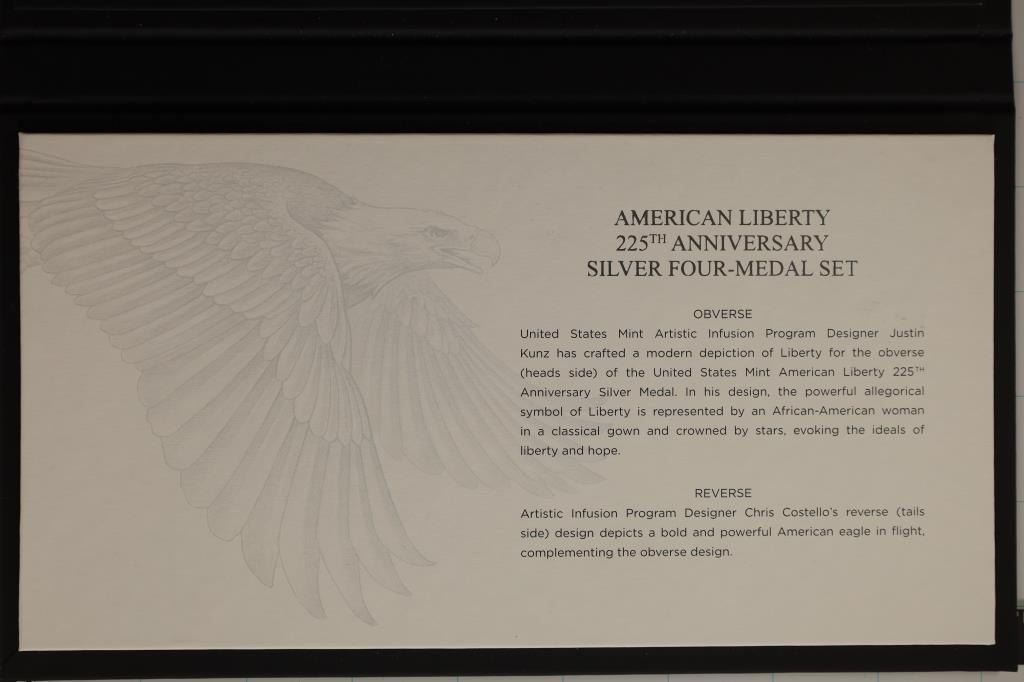 AMERICAN LIBERTY
225TH ANNIVERSARY
SILVER FOUR-MEDAL SET
OBVERSE
United States Mint Artistic Infusion Program Designer Justin
Kunz has crafted a modern depiction of Liberty for the obverse
(heads side) of the United States Mint American Liberty 225TH
Anniversary Silver Medal. In his design, the powerful allegorical
symbol of Liberty is represented by an African-American woman
in a classical gown and crowned by stars, evoking the ideals of
liberty and hope.
REVERSE
Artistic Infusion Program Designer Chris Costello's reverse (tails
side) design depicts a bold and powerful American eagle in flight,
complementing the obverse design.